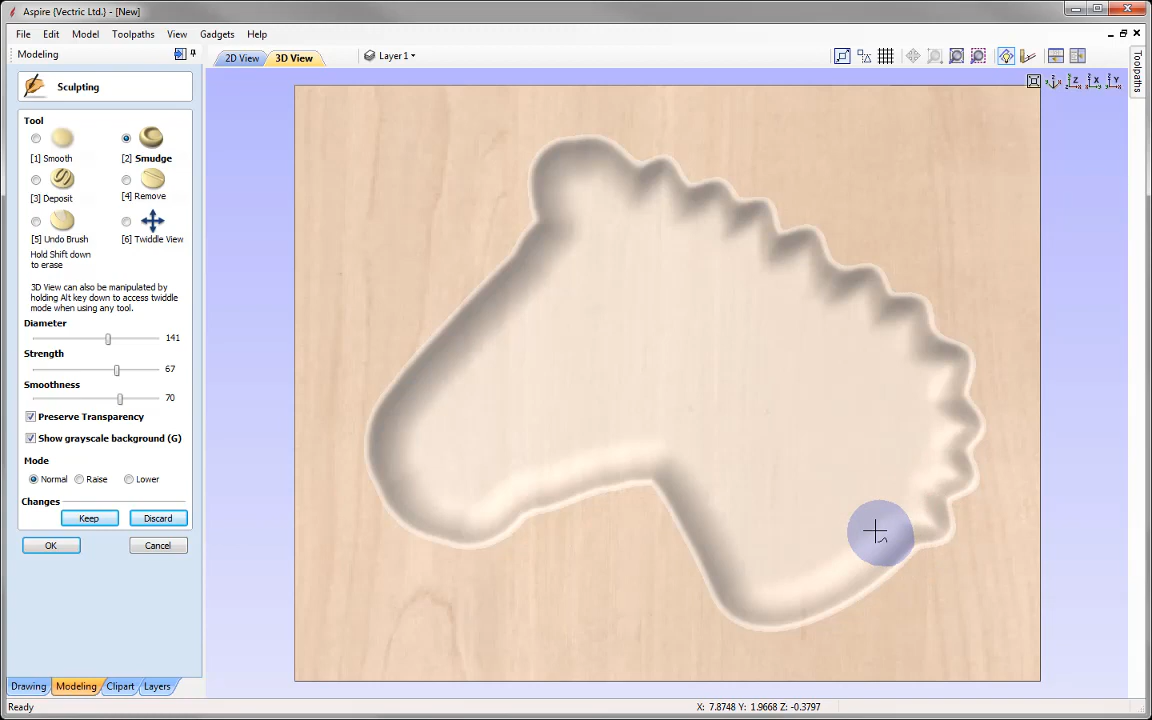 Aspire {Vectric Ltd.} - [New]
File Edit Model Toolpaths View Gadgets Help
Modeling
2D View 3D View Layer1
Toolpaths
Sculpting
Tool
[1] Smooth [2] Smudge
[3] Deposit [4] Remove
[5] Undo Brush [6] Twiddle View
Hold Shift down
to erase
3D View can also be manipulated by
holding Alt key down to access twiddle
mode when using any tool.
Diameter
141
Strength
67
Smoothness
70
Preserve Transparency
Show grayscale background (G)
Mode
Normal Raise Lower
Changes
Keep Discard
OK Cancel
Drawing Modeling Clipart Layers
Ready X: 7.8748 Y: 1.9668 Z: -0.3797